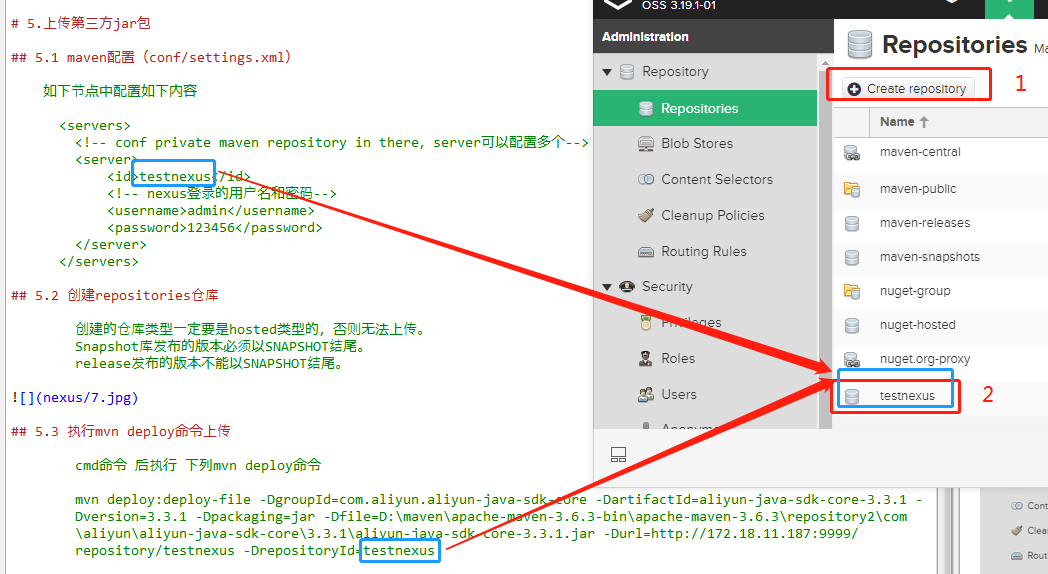 # 5.上传第三方jar包
## 5.1 maven配置（conf/settings.xml）
如下节点中配置如下内容
<servers>
<!-- conf private maven repository in there, server可以配置多个-->
<server>
<id>testnexus</id>
<!-- nexus登录的用户名和密码-->
<username>admin</username>
<password>123456</password>
</server>
</servers>
## 5.2 创建repositories仓库
创建的仓库类型一定要是hosted类型的，否则无法上传。
Snapshot库发布的版本必须以SNAPSHOT结尾。
release发布的版本不能以SNAPSHOT结尾。
![](nexus/7.jpg)
## 5.3 执行mvn deploy命令上传
cmd命令 后执行 下列mvn deploy命令
mvn deploy:deploy-file -DgroupId=com.aliyun.aliyun-java-sdk-core -DartifactId=aliyun-java-sdk-core-3.3.1 -
Dversion=3.3.1 -Dpackaging=jar -Dfile=D:\maven\apache-maven-3.6.3-bin\apache-maven-3.6.3\repository2\com
\aliyun\aliyun-java-sdk-core\3.3.1\aliyun-java-sdk-core-3.3.1.jar -Durl=http://172.18.11.187:9999/
repository/testnexus -DrepositoryId=testnexus
OSS 3.19.1-01
Administration
Repository
Repositories
Blob Stores
Content Selectors
Cleanup Policies
Routing Rules
Security
Privileges
Roles
Users
Repositories Ma
Create repository 1
Name
maven-central
maven-public
maven-releases
maven-snapshots
nuget-group
nuget-hosted
nuget.org-proxy
testnexus 2
Cont
Clea
Rout